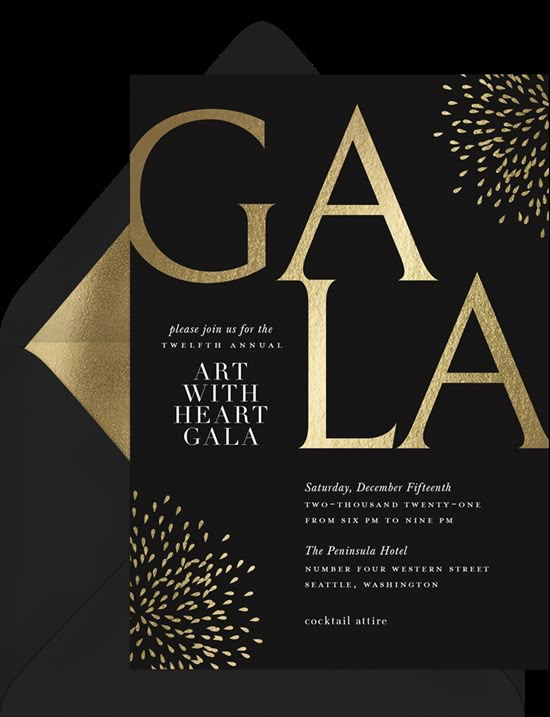 GA
LA
please join us for the
TWELFTH ANNUAL
ART
WITH
HEART
GALA
Saturday, December Fifteenth
TWO-THOUSAND TWENTY-ONE
FROM SIX PM TO NINE PM
The Peninsula Hotel
NUMBER FOUR WESTERN STREET
SEATTLE, WASHINGTON
cocktail attire